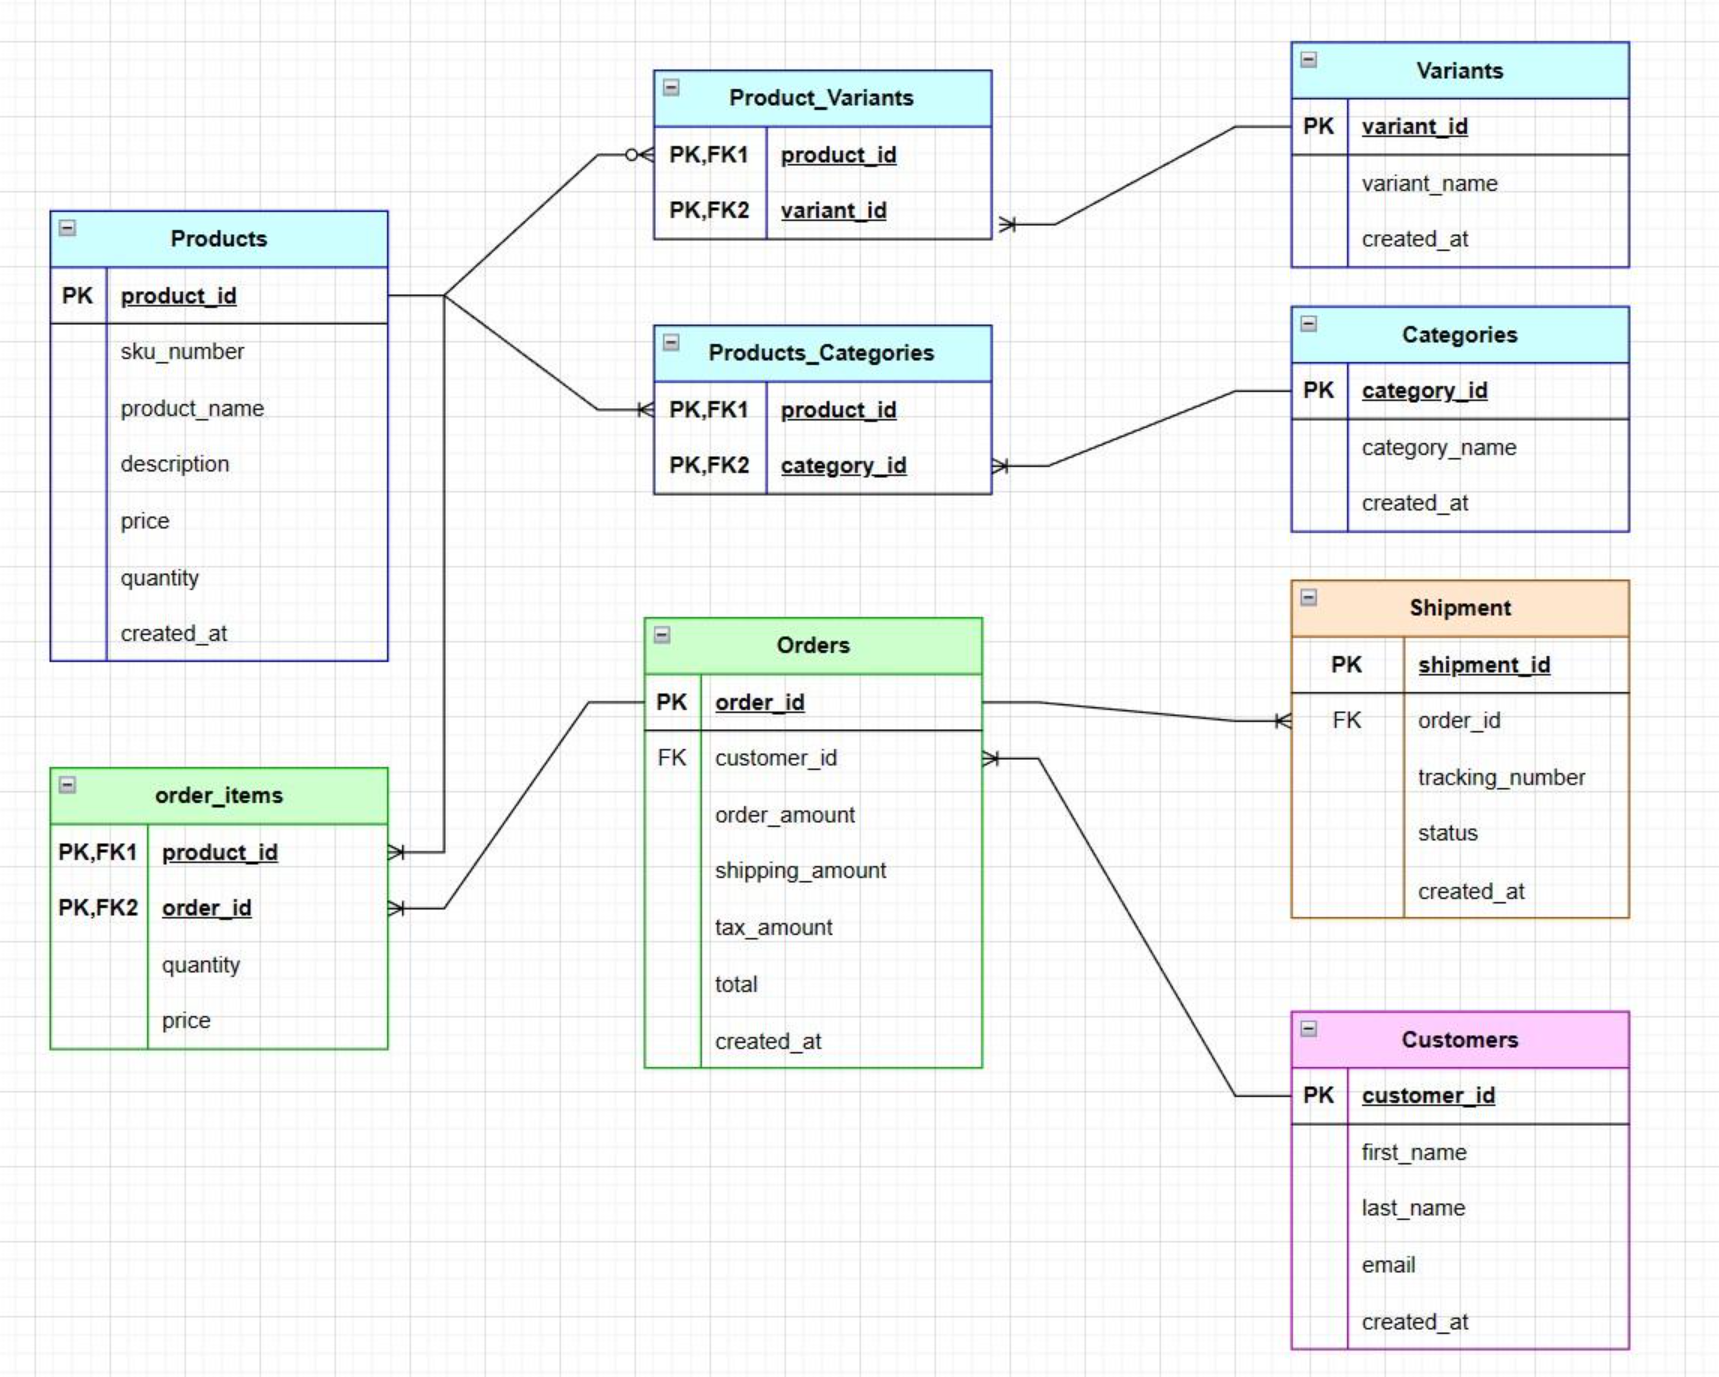 Products
PK product_id
sku_number
product_name
description
price
quantity
created_at
Product_Variants
PK,FK1 product_id
PK,FK2 variant_id
Variants
PK variant_id
variant_name
created_at
Products_Categories
PK,FK1 product_id
PK,FK2 category_id
Categories
PK category_id
category_name
created_at
order_items
PK,FK1 product_id
PK,FK2 order_id
quantity
price
Orders
PK order_id
FK customer_id
order_amount
shipping_amount
tax_amount
total
created_at
Shipment
PK shipment_id
FK order_id
tracking_number
status
created_at
Customers
PK customer_id
first_name
last_name
email
created_at